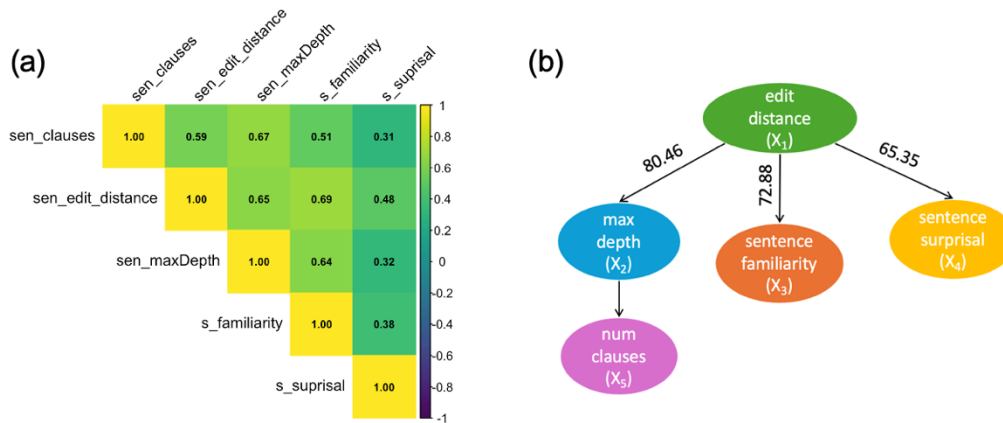 (a)
sen_clauses
sen_edit_distance
sen_maxDepth
s_familiarity
s_suprisal
sen_clauses 1.00 0.59 0.67 0.51 0.31
sen_edit_distance 1.00 0.65 0.69 0.48
sen_maxDepth 1.00 0.64 0.32
s_familiarity 1.00 0.38
s_suprisal 1.00
1
0.8
0.6
0.4
0.2
0
-0.2
-0.4
-0.6
-0.8
-1
(b)
edit
distance
(X₁)
80.46
72.88
65.35
max
depth
(X₂)
sentence
familiarity
(X₃)
sentence
surprisal
(X₄)
num
clauses
(X₅)